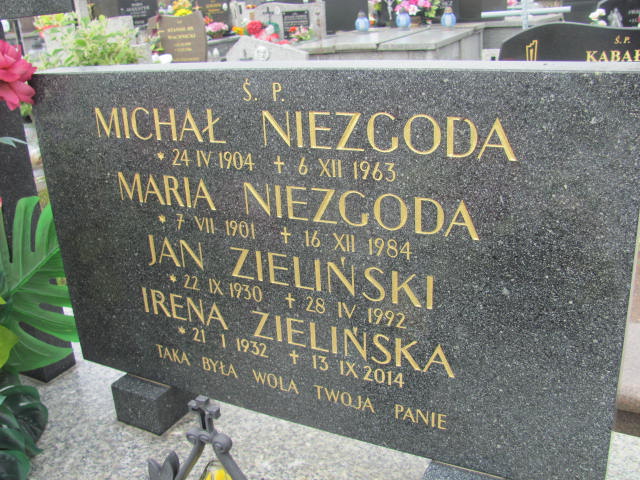 Ś. P.
MICHAŁ NIEZGODA
* 24 IV 1904 + 6 XII 1963
MARIA NIEZGODA
* 7 VII 1901 + 16 XII 1984
JAN ZIELIŃSKI
* 22 IX 1930 + 28 IV 1992
IRENA ZIELIŃSKA
* 21 I 1932 + 13 IX 2014
TAKA BYŁA WOLA TWOJA PANIE
Ś. P.